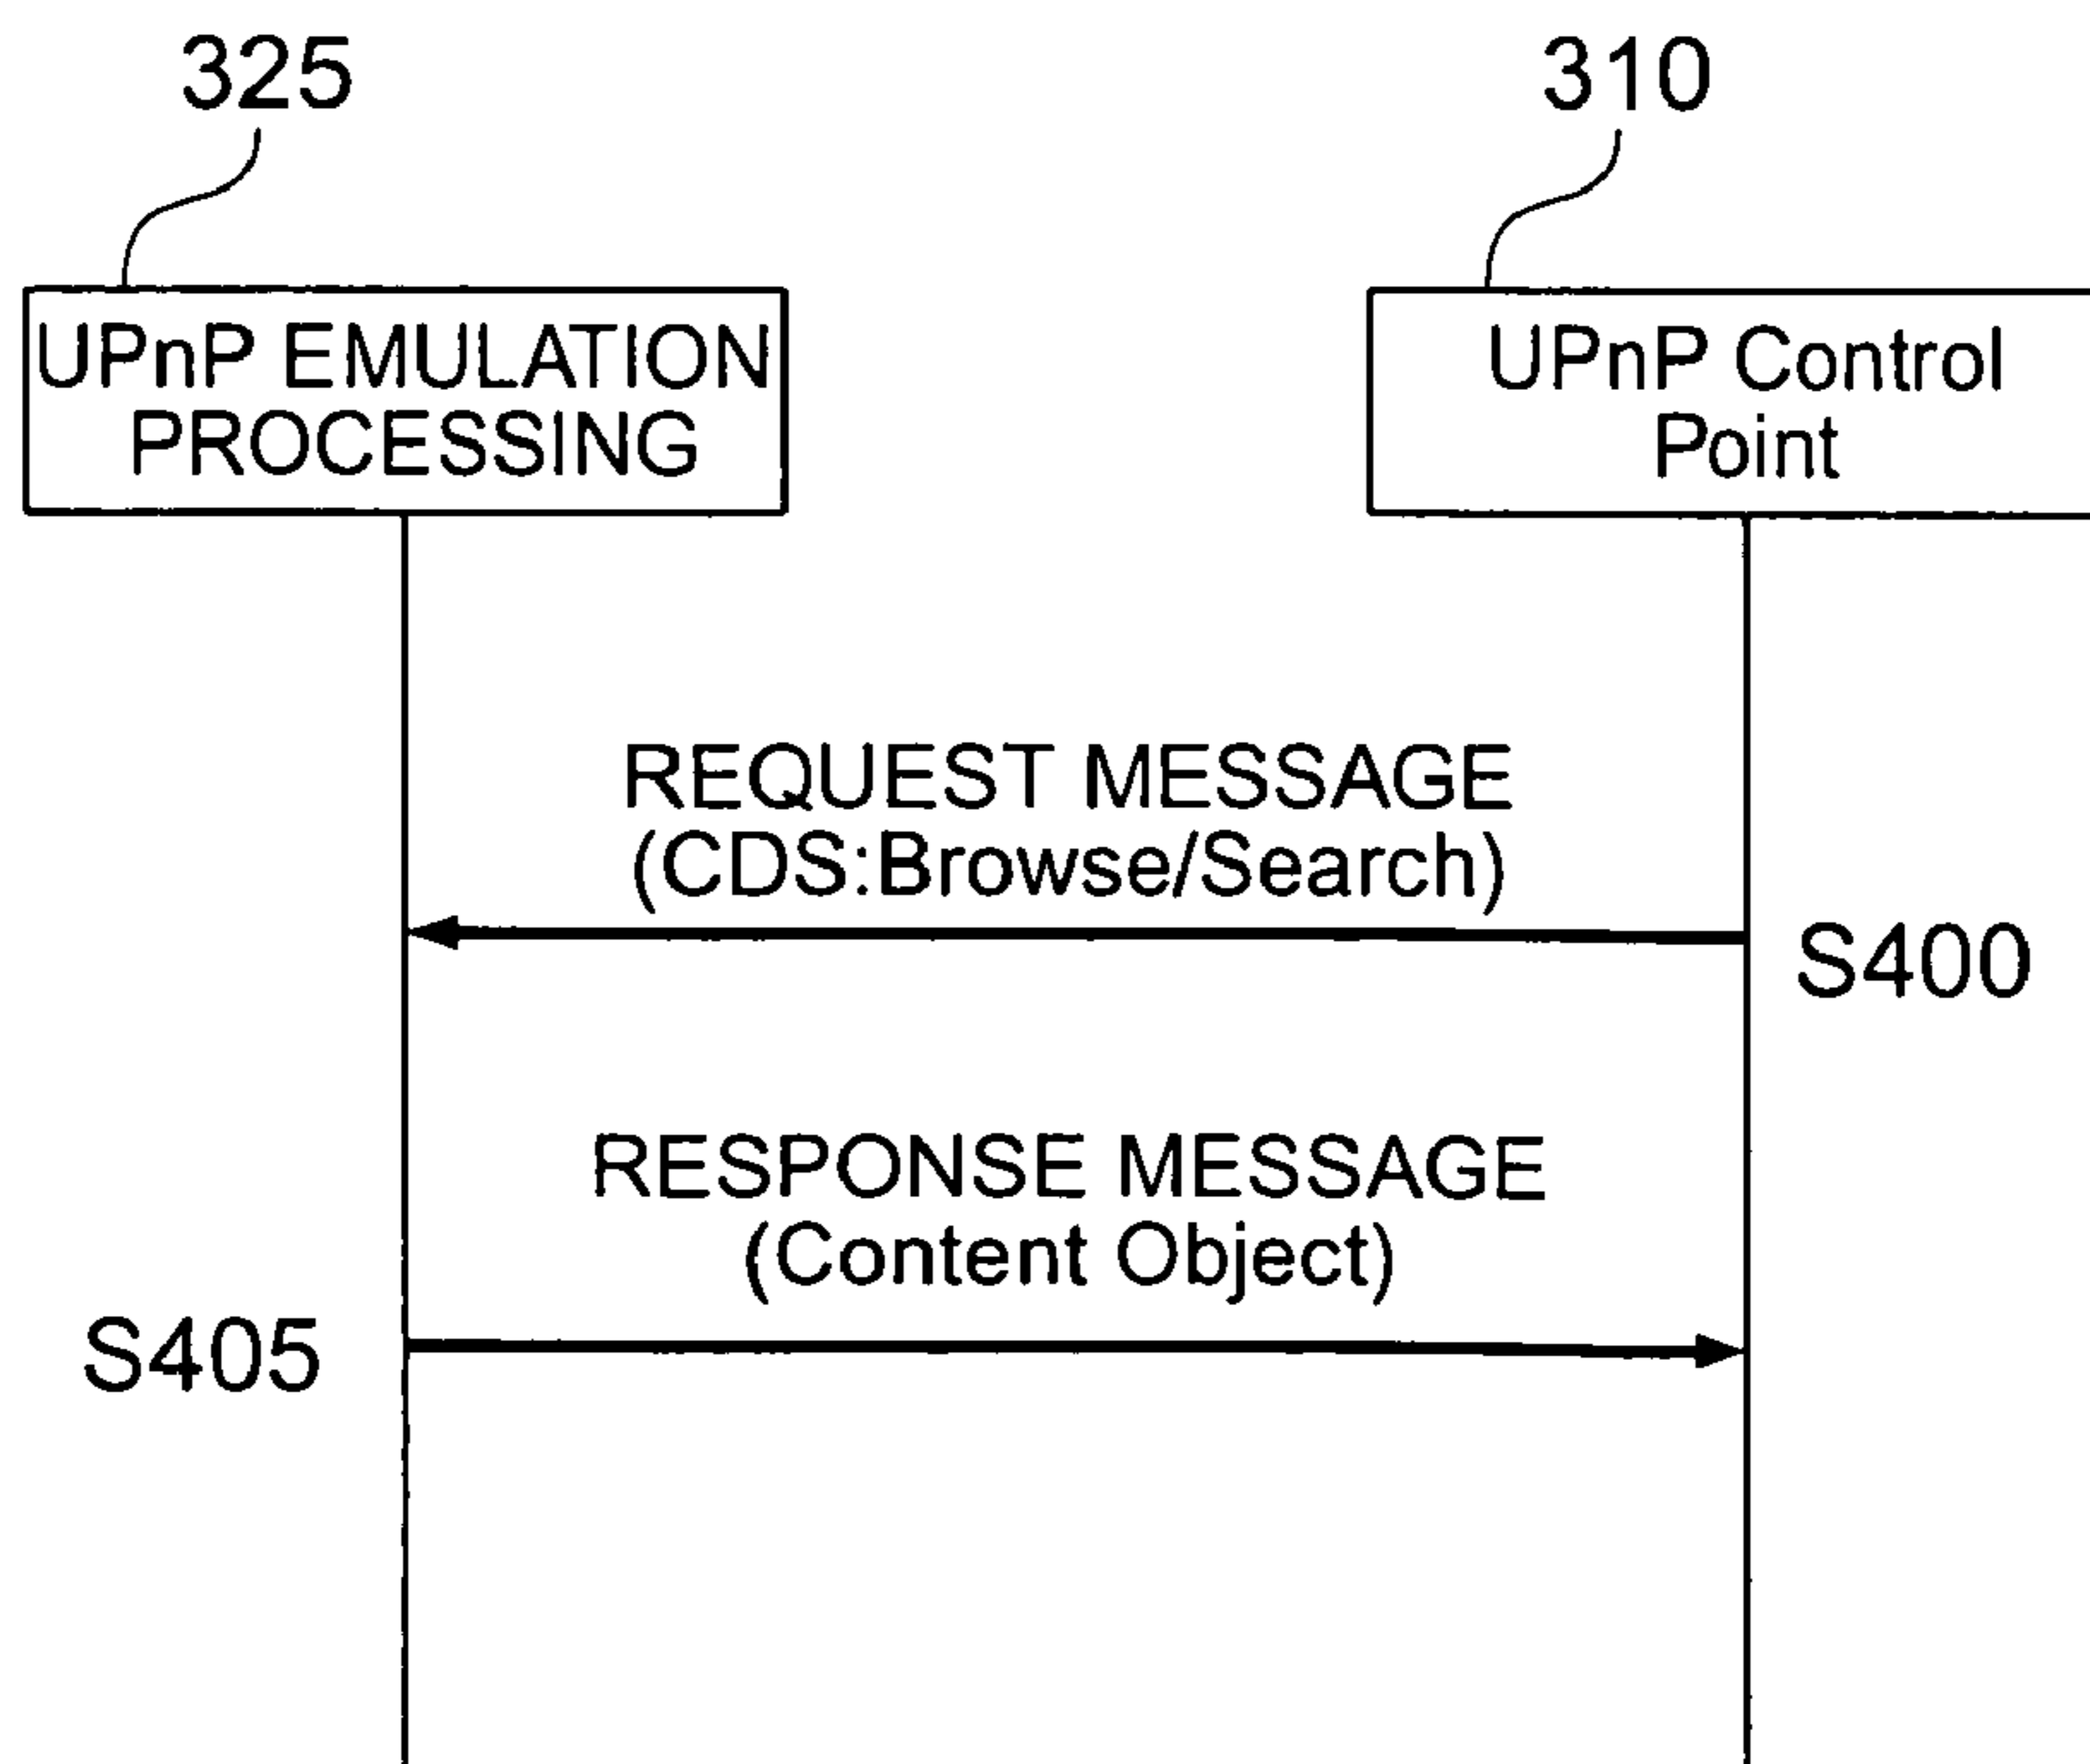 325
310
UPnP EMULATION
PROCESSING
UPnP Control
Point
REQUEST MESSAGE
(CDS:Browse/Search)
S400
RESPONSE MESSAGE
(Content Object)
S405